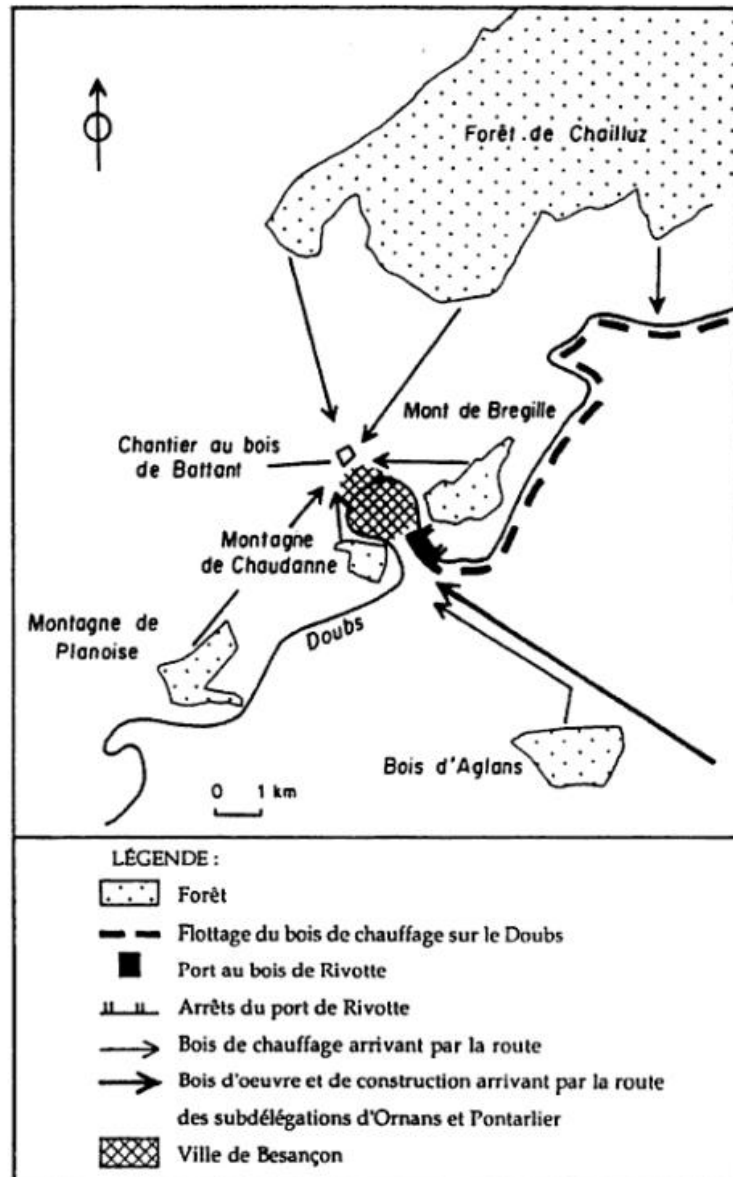 Forêt de Chailluz
Mont de Bregille
Chantier au bois
de Battant
Montagne
de Chaudanne
Montagne de
Planoise
Doubs
Bois d'Aglans
0 1 km
LÉGENDE :
Forêt
Flottage du bois de chauffage sur le Doubs
Port au bois de Rivotte
Arrêts du port de Rivotte
Bois de chauffage arrivant par la route
Bois d'oeuvre et de construction arrivant par la route
des subdélégations d'Ornans et Pontarlier
Ville de Besançon